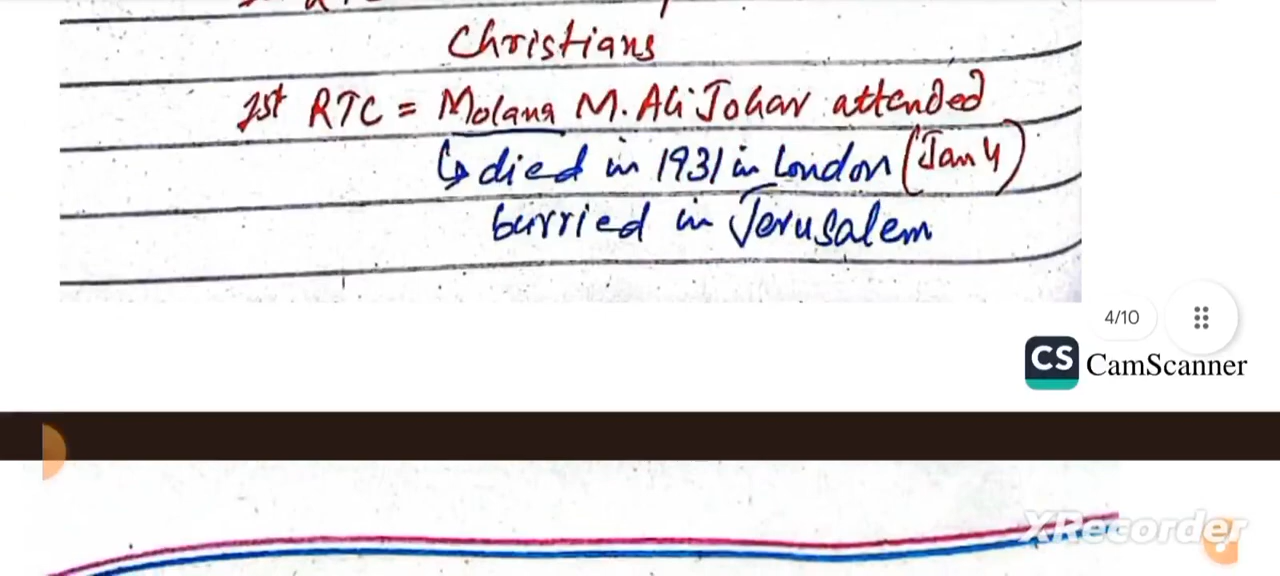 Christians
1st RTC = Molana M. Ali Johar attended
↳ died in 1931 in London (Jan 4)
burried in Jerusalem
4/10
CS CamScanner
XRecorder